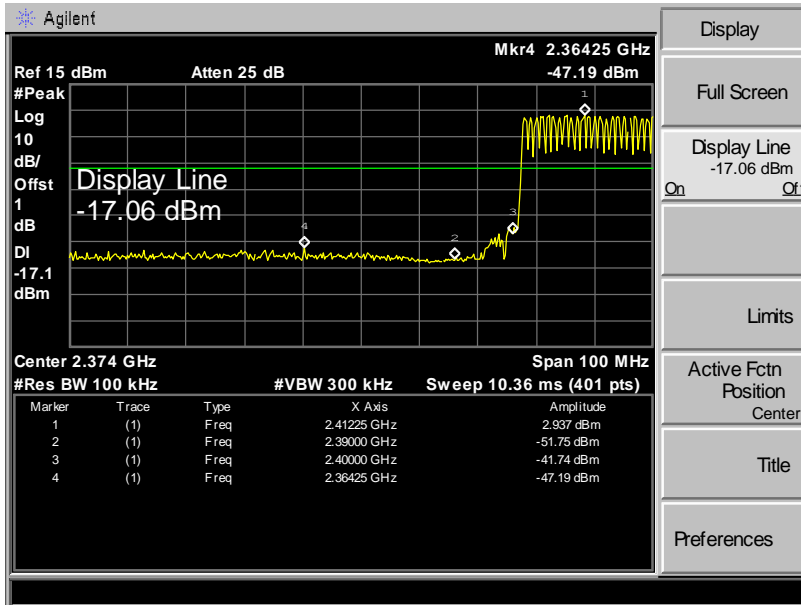 Agilent
Mkr4 2.36425 GHz
Ref 15 dBm Atten 25 dB -47.19 dBm
#Peak
Log
10
dB/
Offst
1
dB
DI
-17.1
dBm
1
Display Line
-17.06 dBm
4
2
3
Center 2.374 GHz Span 100 MHz
#Res BW 100 kHz #VBW 300 kHz Sweep 10.36 ms (401 pts)
Marker Trace Type X Axis Amplitude
1 (1) Freq 2.41225 GHz 2.937 dBm
2 (1) Freq 2.39000 GHz -51.75 dBm
3 (1) Freq 2.40000 GHz -41.74 dBm
4 (1) Freq 2.36425 GHz -47.19 dBm
Display
Full Screen
Display Line
-17.06 dBm
On Of
Limits
Active Fctn
Position
Center
Title
Preferences